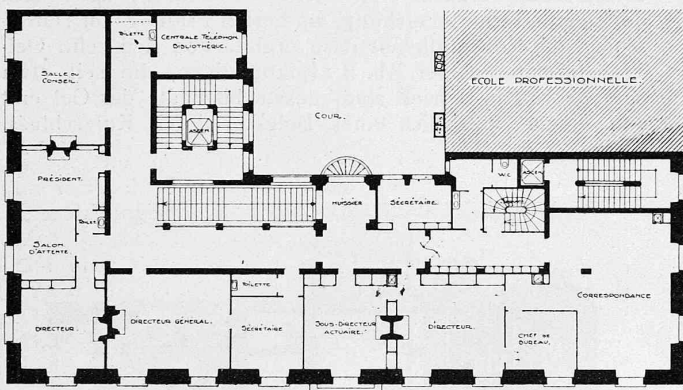 TOILETTE
CENTRALE TÉLÉPHON.
BIBLIOTHÈQUE.
SALLE DU
CONSEIL.
ECOLE PROFESSIONNELLE.
COUR.
ASCEN
PRÉSIDENT.
W.C.
ASCEN
HUISSIER
SECRÉTAIRE.
TOILET
SALON
D'ATTENTE.
TOILETTE
CORRESPONDANCE
DIRECTEUR.
DIRECTEUR GÉNÉRAL.
SECRÉTAIRE
SOUS-DIRECTEUR
ACTUAIRE.
DIRECTEUR.
CHEF DE
BUREAU.